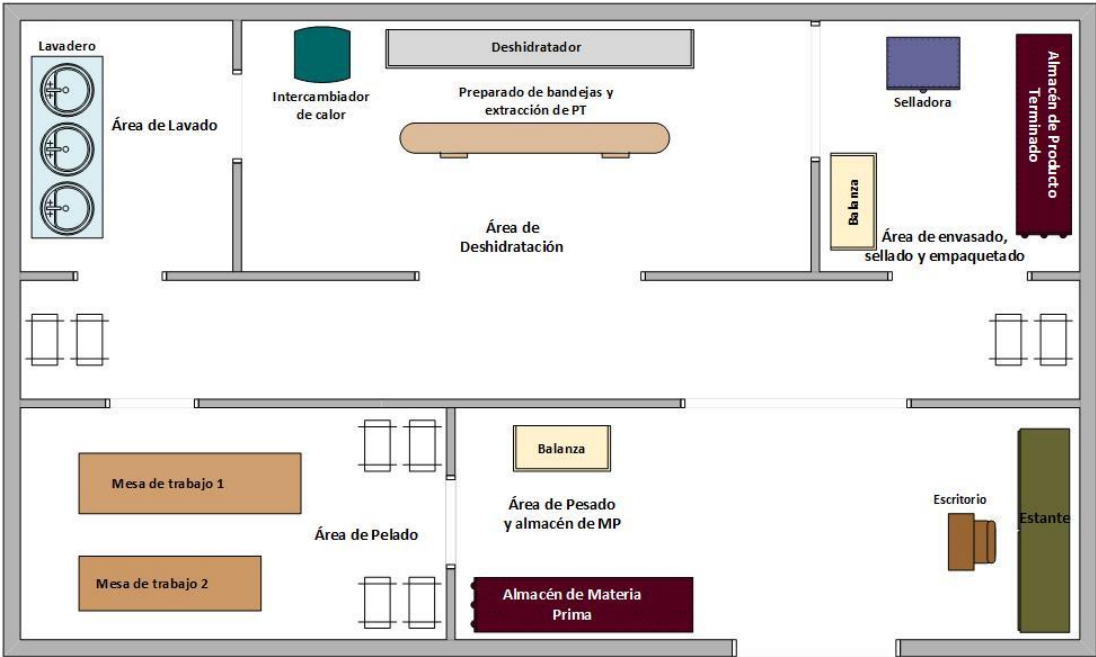 Lavadero
Área de Lavado
Intercambiador
de calor
Deshidratador
Preparado de bandejas y
extracción de PT
Área de
Deshidratación
Selladora
Almacén de Producto
Terminado
Balanza
Área de envasado,
sellado y empaquetado
Mesa de trabajo 1
Mesa de trabajo 2
Área de Pelado
Balanza
Área de Pesado
y almacén de MP
Almacén de Materia
Prima
Escritorio
Estante